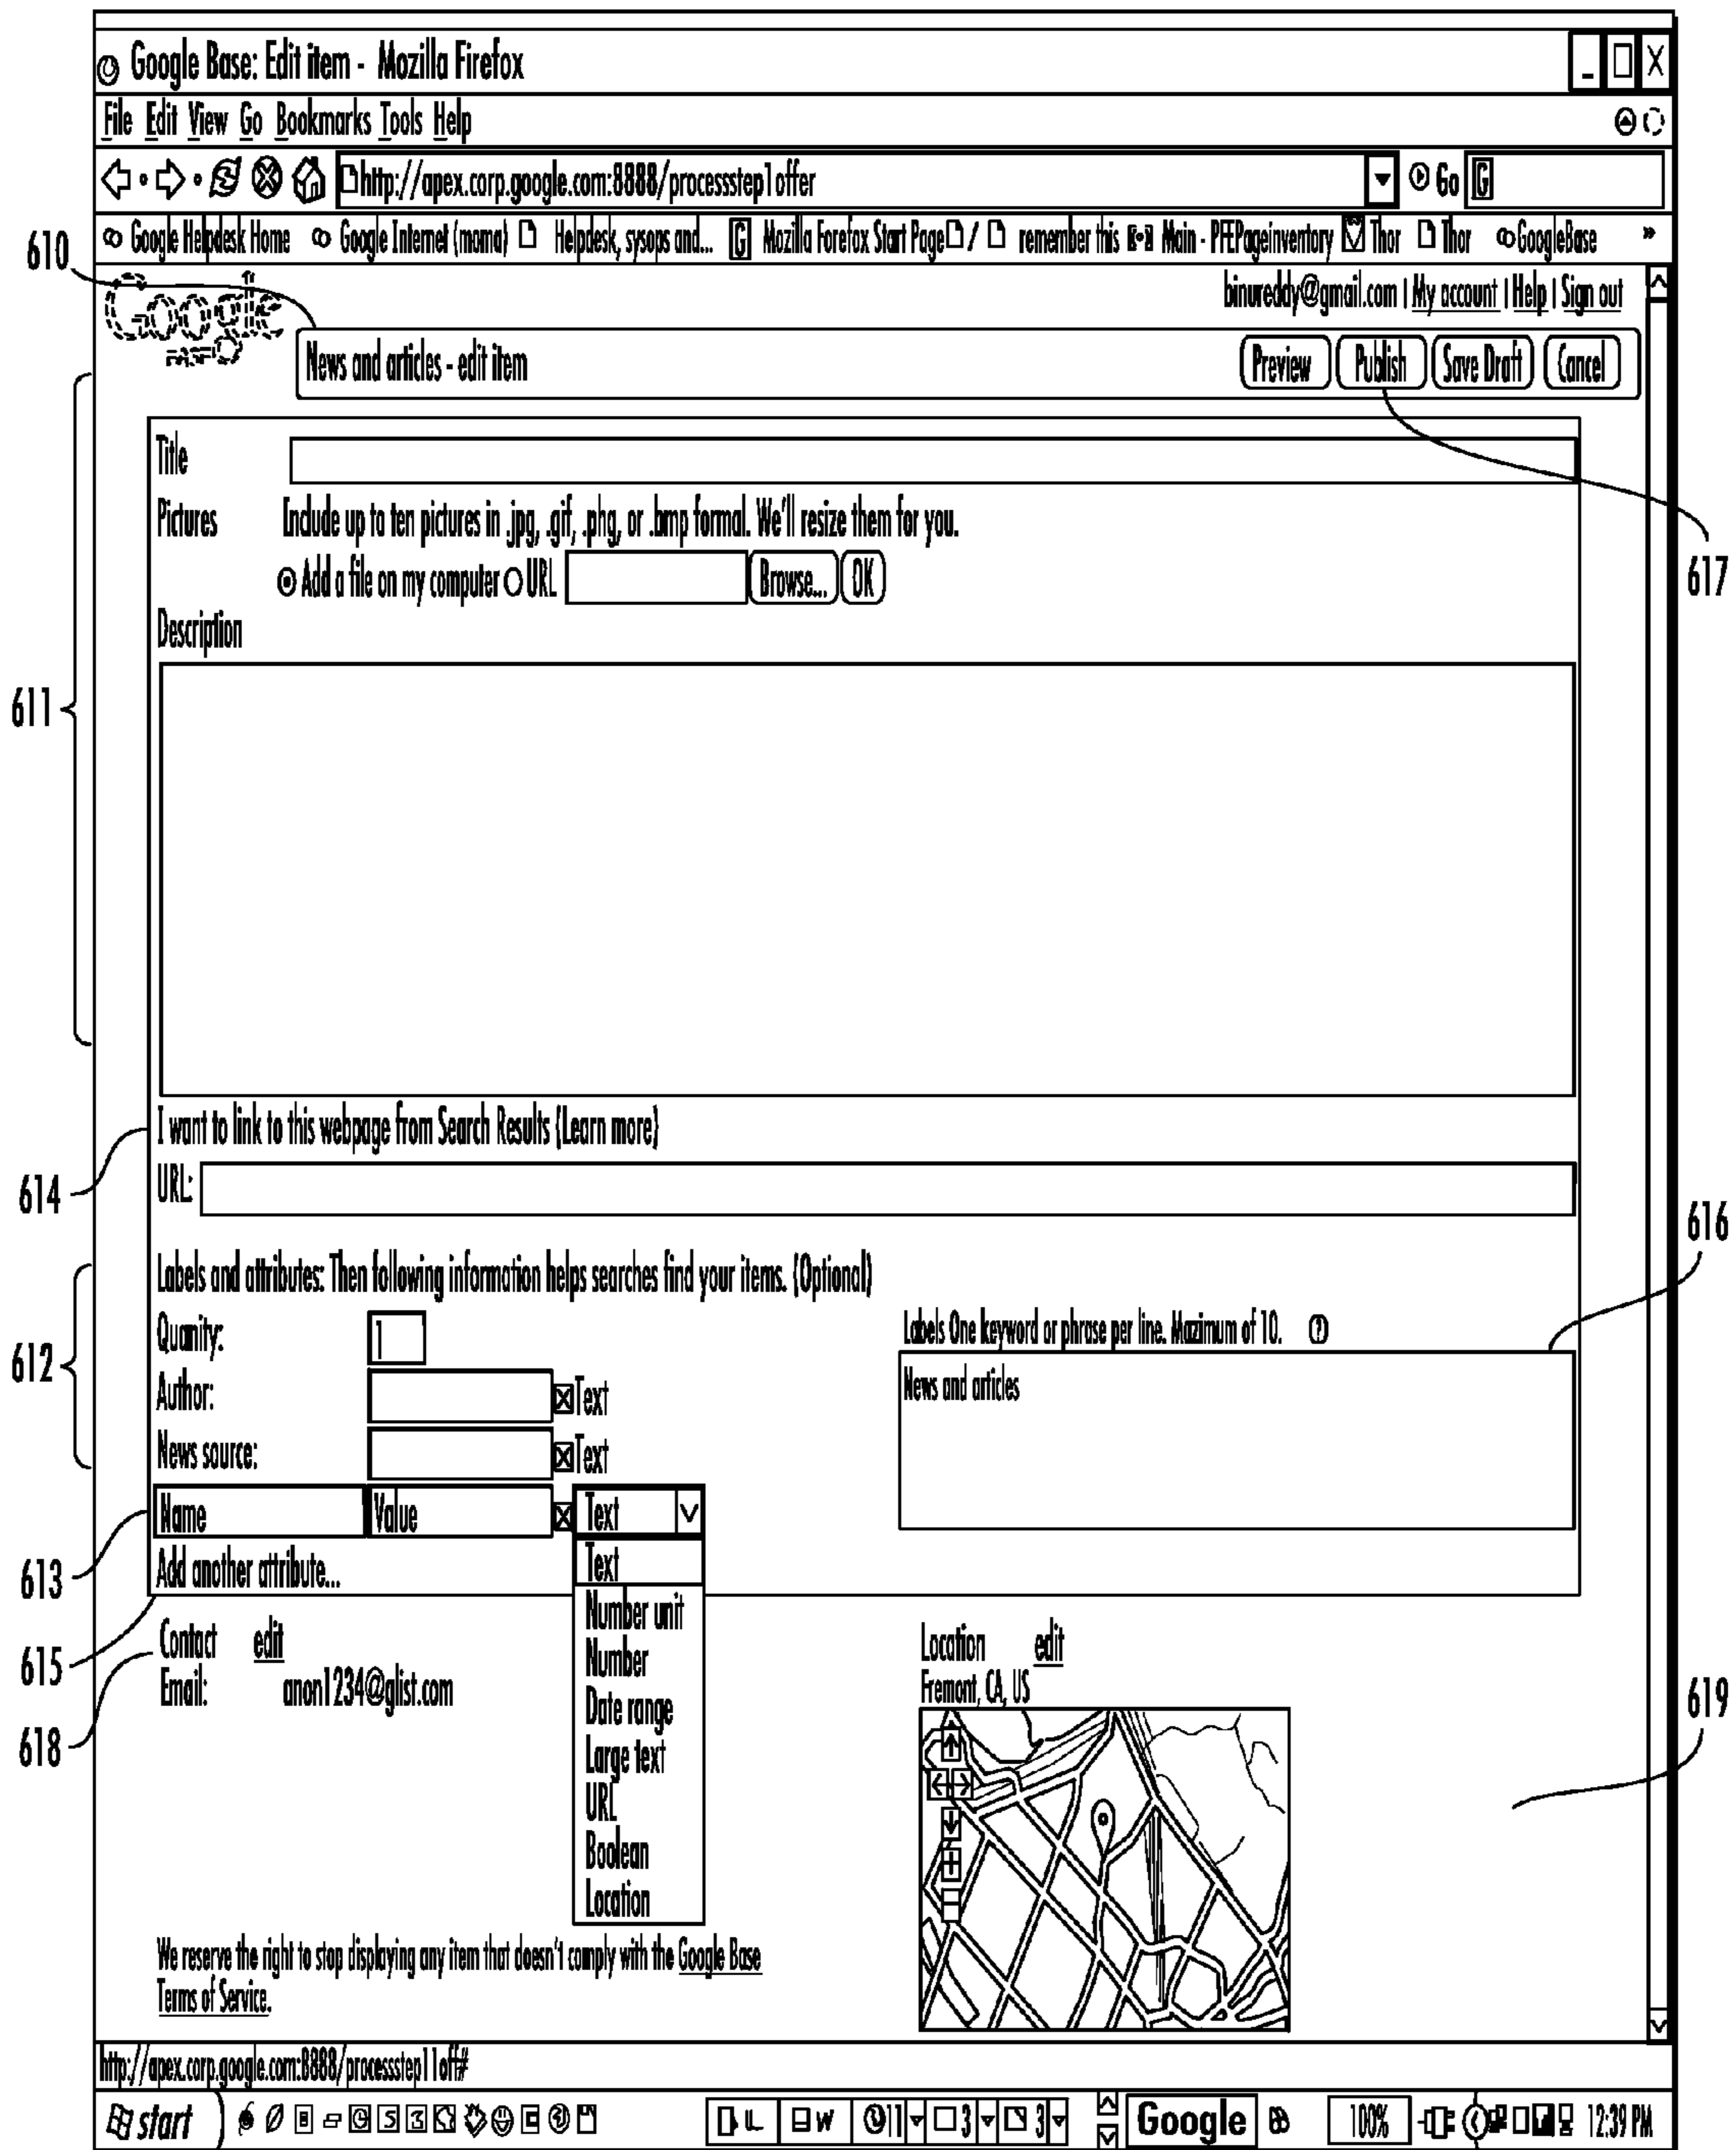 Google Base: Edit item - Mozilla Firefox
File Edit View Go Bookmarks Tools Help
http://apex.corp.google.com:8888/processstep1offer Go G
Google Helpdesk Home Google Internet (moma) Helpdesk, sysops and... G Mozilla Forefox Start Page / remember this Main - PFEPageinventory Thor Thor GoogleBase »
610
Google
binureddy@gmail.com | My account | Help | Sign out
News and articles - edit item Preview Publish Save Draft Cancel
Title
Pictures Include up to ten pictures in .jpg, .gif, .phg, or .bmp formal. We'll resize them for you.
617
Add a file on my computer URL Browse... OK
Description
611
I want to link to this webpage from Search Results (Learn more)
614
URL:
616
Labels and attributes: Then following information helps searches find your items. (Optional)
Quamity: 1
Labels One keyword or phrase per line. Mazimum of 10. ?
612
Author: Text
News and articles
News source: Text
Name Value Text
613
Add another attribute...
Text
Number unit
Number
Date range
Large text
URL
Boolean
Location
615
Contact edit
Email: anon1234@glist.com
618
Location edit
Fremont, CA, US
619
We reserve the right to stop displaying any item that doesn't comply with the Google Base
Terms of Service.
http://apex.corp.google.com:8888/processstep11off#
start L W 11 3 3 Google 100% 12:39 PM